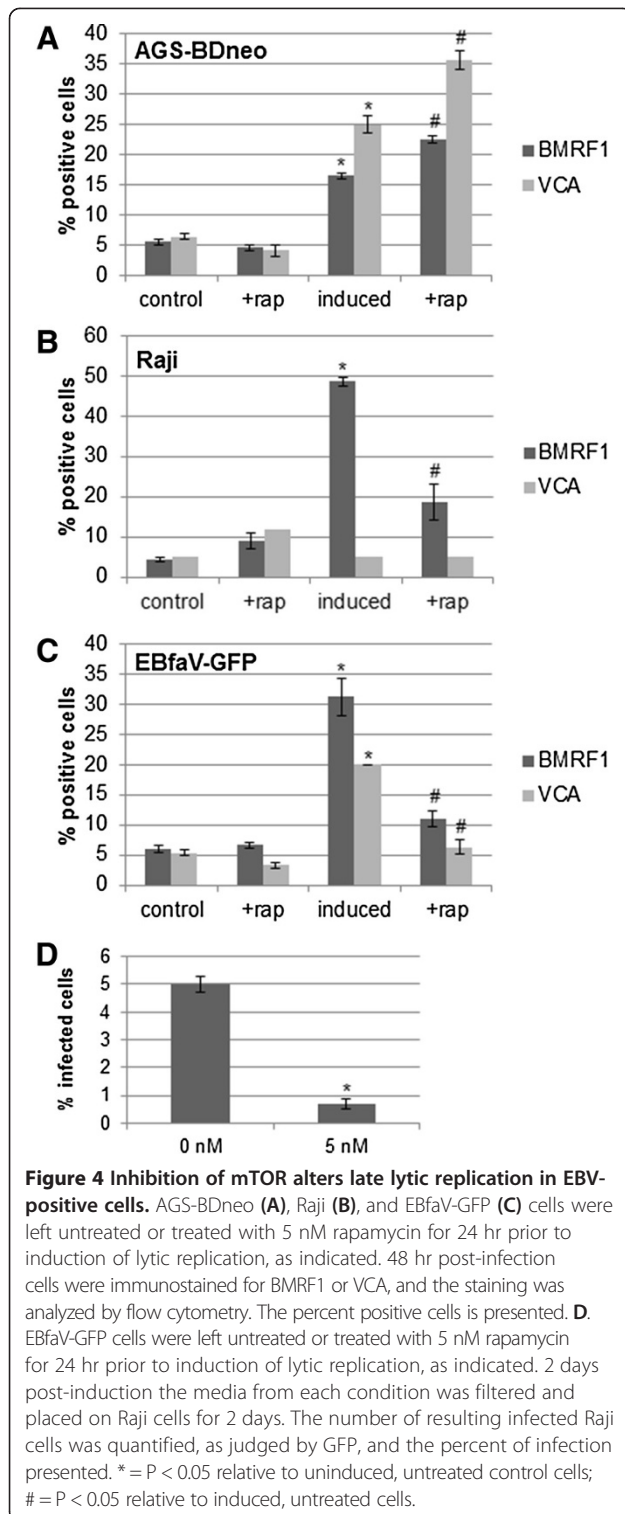 A
AGS-BDneo
% positive cells
40
35
30
25
20
15
10
5
0
*
*
#
#
control +rap induced +rap
BMRF1
VCA
B
Raji
% positive cells
60
50
40
30
20
10
0
*
#
control +rap induced +rap
BMRF1
VCA
C
EBfaV-GFP
% positive cells
40
35
30
25
20
15
10
5
0
*
*
#
#
control +rap induced +rap
BMRF1
VCA
D
% infected cells
6
5
4
3
2
1
0
*
0 nM 5 nM
Figure 4 Inhibition of mTOR alters late lytic replication in EBV-
positive cells. AGS-BDneo (A), Raji (B), and EBfaV-GFP (C) cells were
left untreated or treated with 5 nM rapamycin for 24 hr prior to
induction of lytic replication, as indicated. 48 hr post-infection
cells were immunostained for BMRF1 or VCA, and the staining was
analyzed by flow cytometry. The percent positive cells is presented. D.
EBfaV-GFP cells were left untreated or treated with 5 nM rapamycin
for 24 hr prior to induction of lytic replication, as indicated. 2 days
post-induction the media from each condition was filtered and
placed on Raji cells for 2 days. The number of resulting infected Raji
cells was quantified, as judged by GFP, and the percent of infection
presented. * = P < 0.05 relative to uninduced, untreated control cells;
# = P < 0.05 relative to induced, untreated cells.